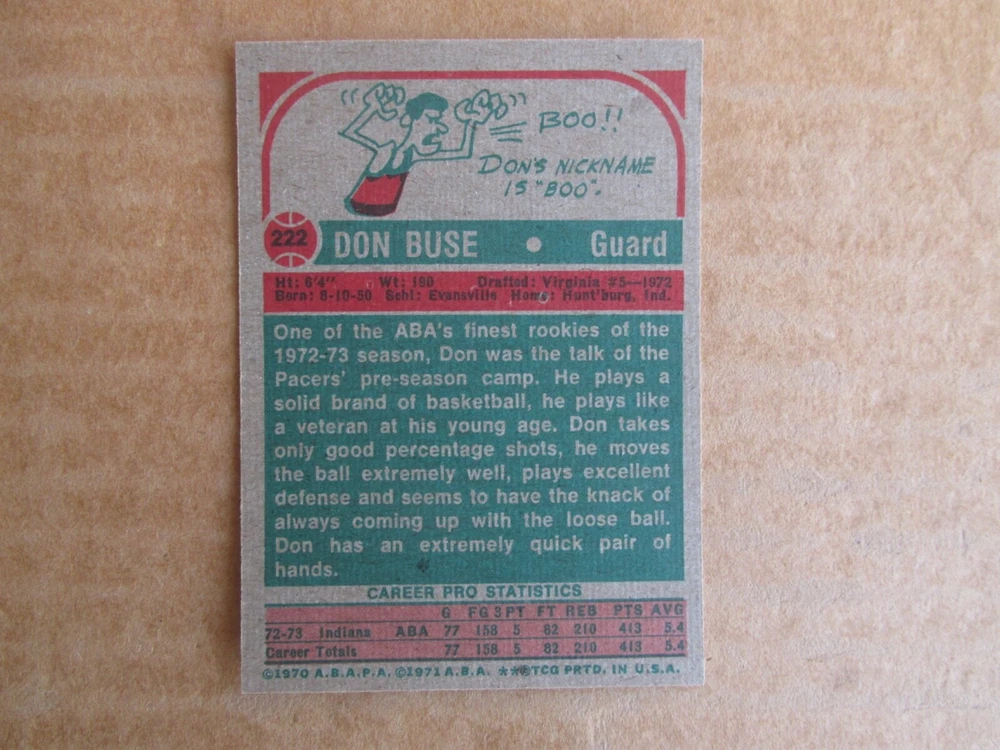 BOO!!
DON'S NICKNAME
IS "BOO".
222 DON BUSE • Guard
Ht: 6'4" Wt: 190 Drafted: Virginia #5—1972
Born: 8-10-50 Schl: Evansville Home: Hunt'burg, Ind.
One of the ABA's finest rookies of the
1972-73 season, Don was the talk of the
Pacers' pre-season camp. He plays a
solid brand of basketball, he plays like
a veteran at his young age. Don takes
only good percentage shots, he moves
the ball extremely well, plays excellent
defense and seems to have the knack of
always coming up with the loose ball.
Don has an extremely quick pair of
hands.
CAREER PRO STATISTICS
G FG 3PT FT REB PTS AVG
72-73 Indiana ABA 77 158 5 82 210 413 5.4
Career Totals 77 158 5 82 210 413 5.4
©1970 A.B.A.P.A. ©1971 A.B.A. **©TCG PRTD. IN U.S.A.